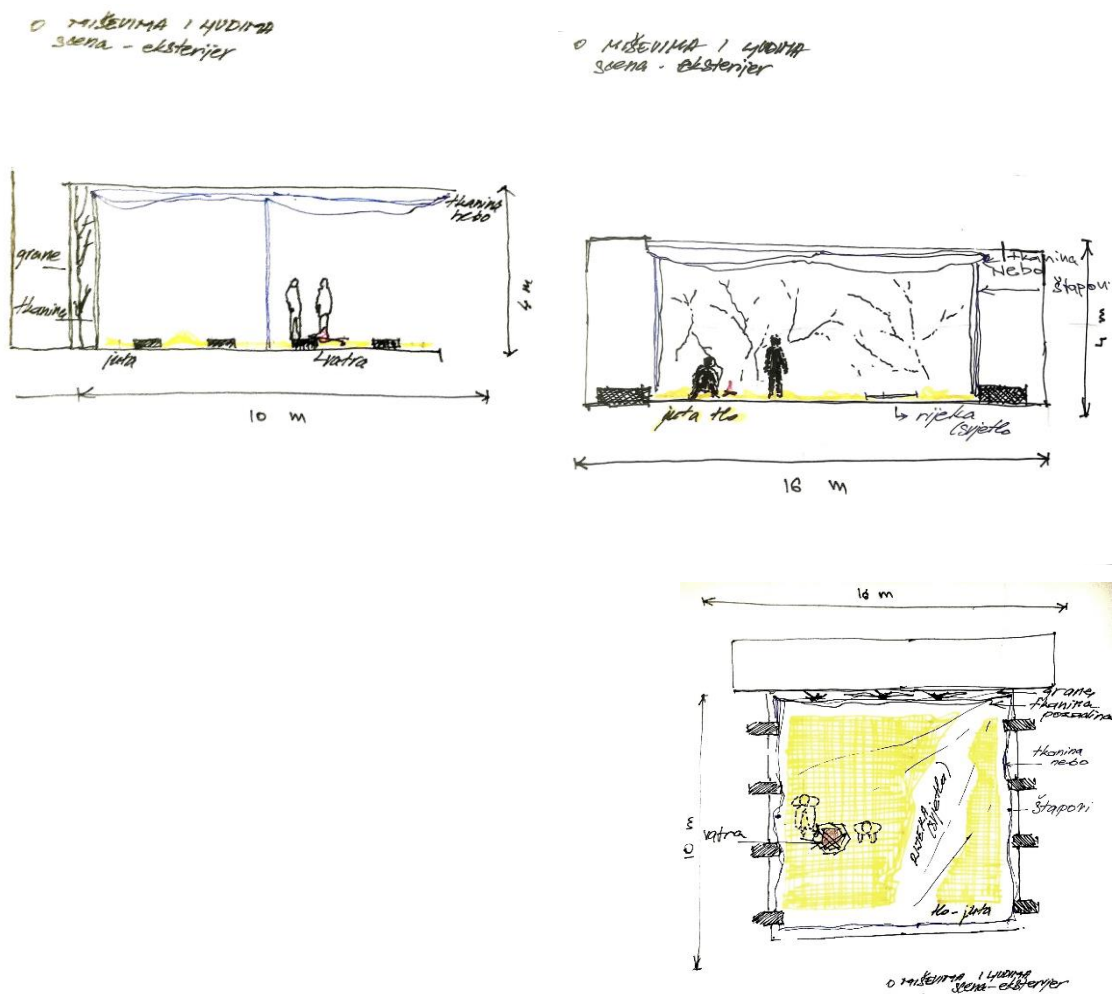 O MIŠEVIMA I LJUDIMA
scena - eksterijer
tkanina
nebo
grane
tkanine
juta
vatra
4 m
10 m
O MIŠEVIMA I LJUDIMA
scena - eksterijer
tkanina
Nebo
štapovi
4 m
juta tlo
rijeka
(svjetlo
16 m
16 m
grane
tkanina
pozadina
tkanina
nebo
štapovi
vatra
10 m
RIJEKA
(svjetlo)
tlo - juta
O MIŠEVIMA I LJUDIMA
scena - eksterijer